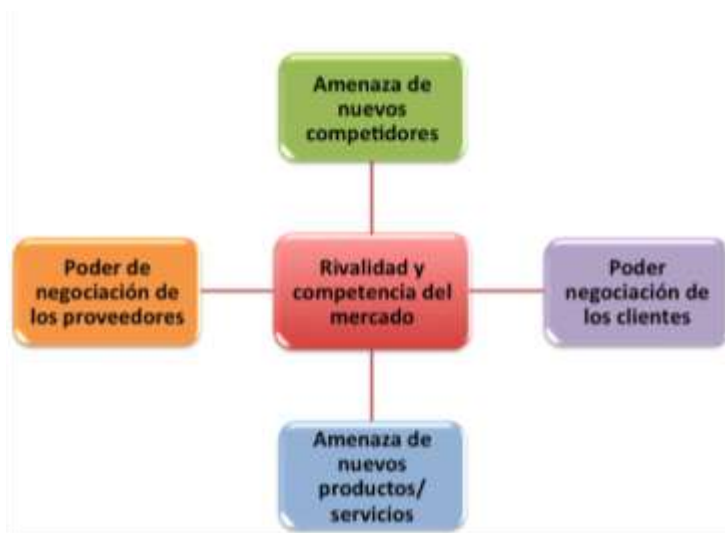 Amenaza de
nuevos
competidores
Poder de
negociación de
los proveedores
Rivalidad y
competencia del
mercado
Poder
negociación de
los clientes
Amenaza de
nuevos
productos/
servicios